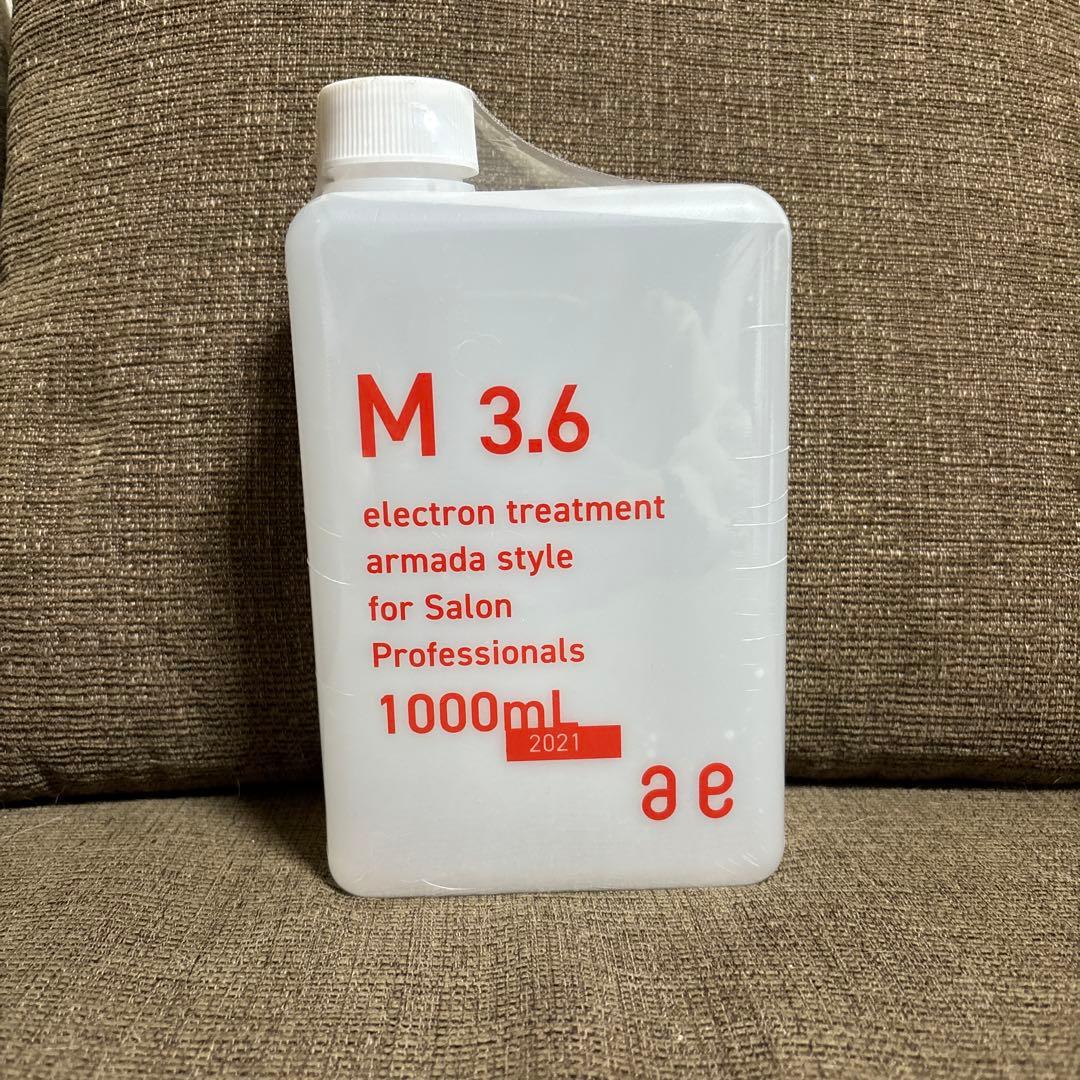 M 3.6
electron treatment
armada style
for Salon
Professionals
1000mL
2021
ae